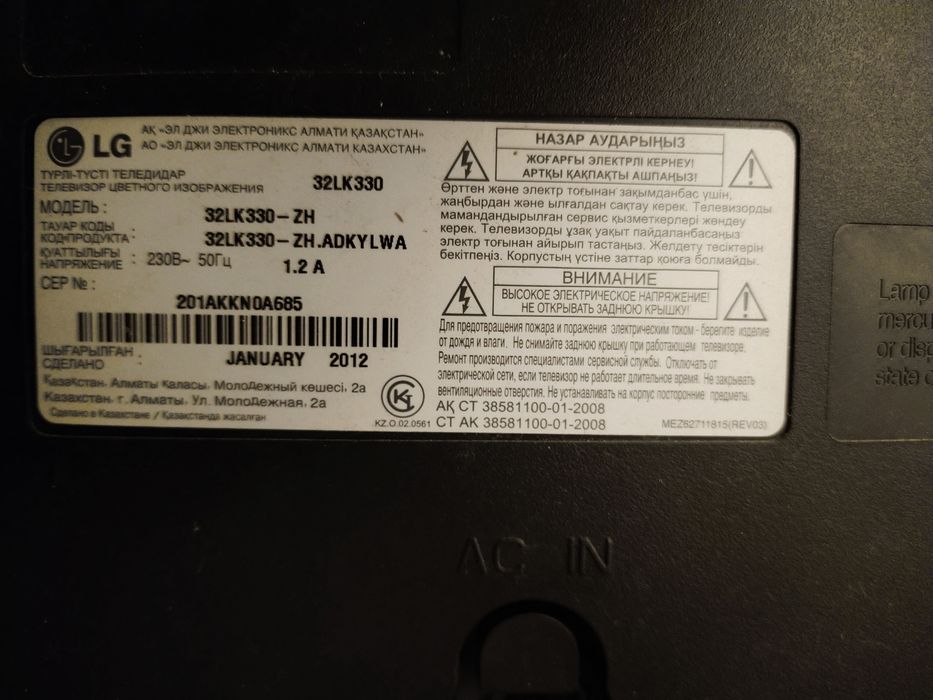 LG
АҚ «ЭЛ ДЖИ ЭЛЕКТРОНИКС АЛМАТИ ҚАЗАҚСТАН»
АО «ЭЛ ДЖИ ЭЛЕКТРОНИКС АЛМАТИ КАЗАХСТАН»
ТҮРЛІ-ТҮСТІ ТЕЛЕДИДАР
ТЕЛЕВИЗОР ЦВЕТНОГО ИЗОБРАЖЕНИЯ 32LK330
МОДЕЛЬ : 32LK330-ZH
ТАУАР КОДЫ
КОД ПРОДУКТА : 32LK330-ZH.ADKYLWA
ҚУАТТЫЛЫҒЫ
НАПРЯЖЕНИЕ : 230В~ 50Гц 1.2 A
СЕР № :
201AKKN0A685
ШЫҒАРЫЛҒАН :
СДЕЛАНО JANUARY 2012
Қазақстан. Алматы қаласы. Молодежный көшесі, 2а
Казахстан. г. Алматы. Ул. Молодежная, 2а
Сделано в Казахстане / Қазақстанда жасалған
KZ.O.02.0561
НАЗАР АУДАРЫҢЫЗ
ЖОҒАРҒЫ ЭЛЕКТРЛІ КЕРНЕУ!
АРТҚЫ ҚАҚПАҚТЫ АШПАҢЫЗ!
Өрттен және электр тоғынан зақымданбас үшін,
жаңбырдан және ылғалдан сақтау керек. Телевизорды
мамандандырылған сервис қызметкерлері жөндеу
керек. Телевизорды ұзақ уақыт пайдаланбасаңыз
электр тоғынан айырып тастаңыз. Желдету тесіктерін
бекітпеңіз. Корпустың үстіне заттар қоюға болмайды.
ВНИМАНИЕ
ВЫСОКОЕ ЭЛЕКТРИЧЕСКОЕ НАПРЯЖЕНИЕ!
НЕ ОТКРЫВАТЬ ЗАДНЮЮ КРЫШКУ!
Для предотвращения пожара и поражения электрическим током - берегите изделие
от дождя и влаги. Не снимайте заднюю крышку при работающем телевизоре.
Ремонт производится специалистами сервисной службы. Отключать от
электрической сети, если телевизор не работает длительное время. Не закрывать
вентиляционные отверстия. Не устанавливать на корпус посторонние предметы.
АҚ СТ 38581100-01-2008
СТ АК 38581100-01-2008
MEZ62711815(REV03)
Lamp
mercu
or disp
state o
AC IN